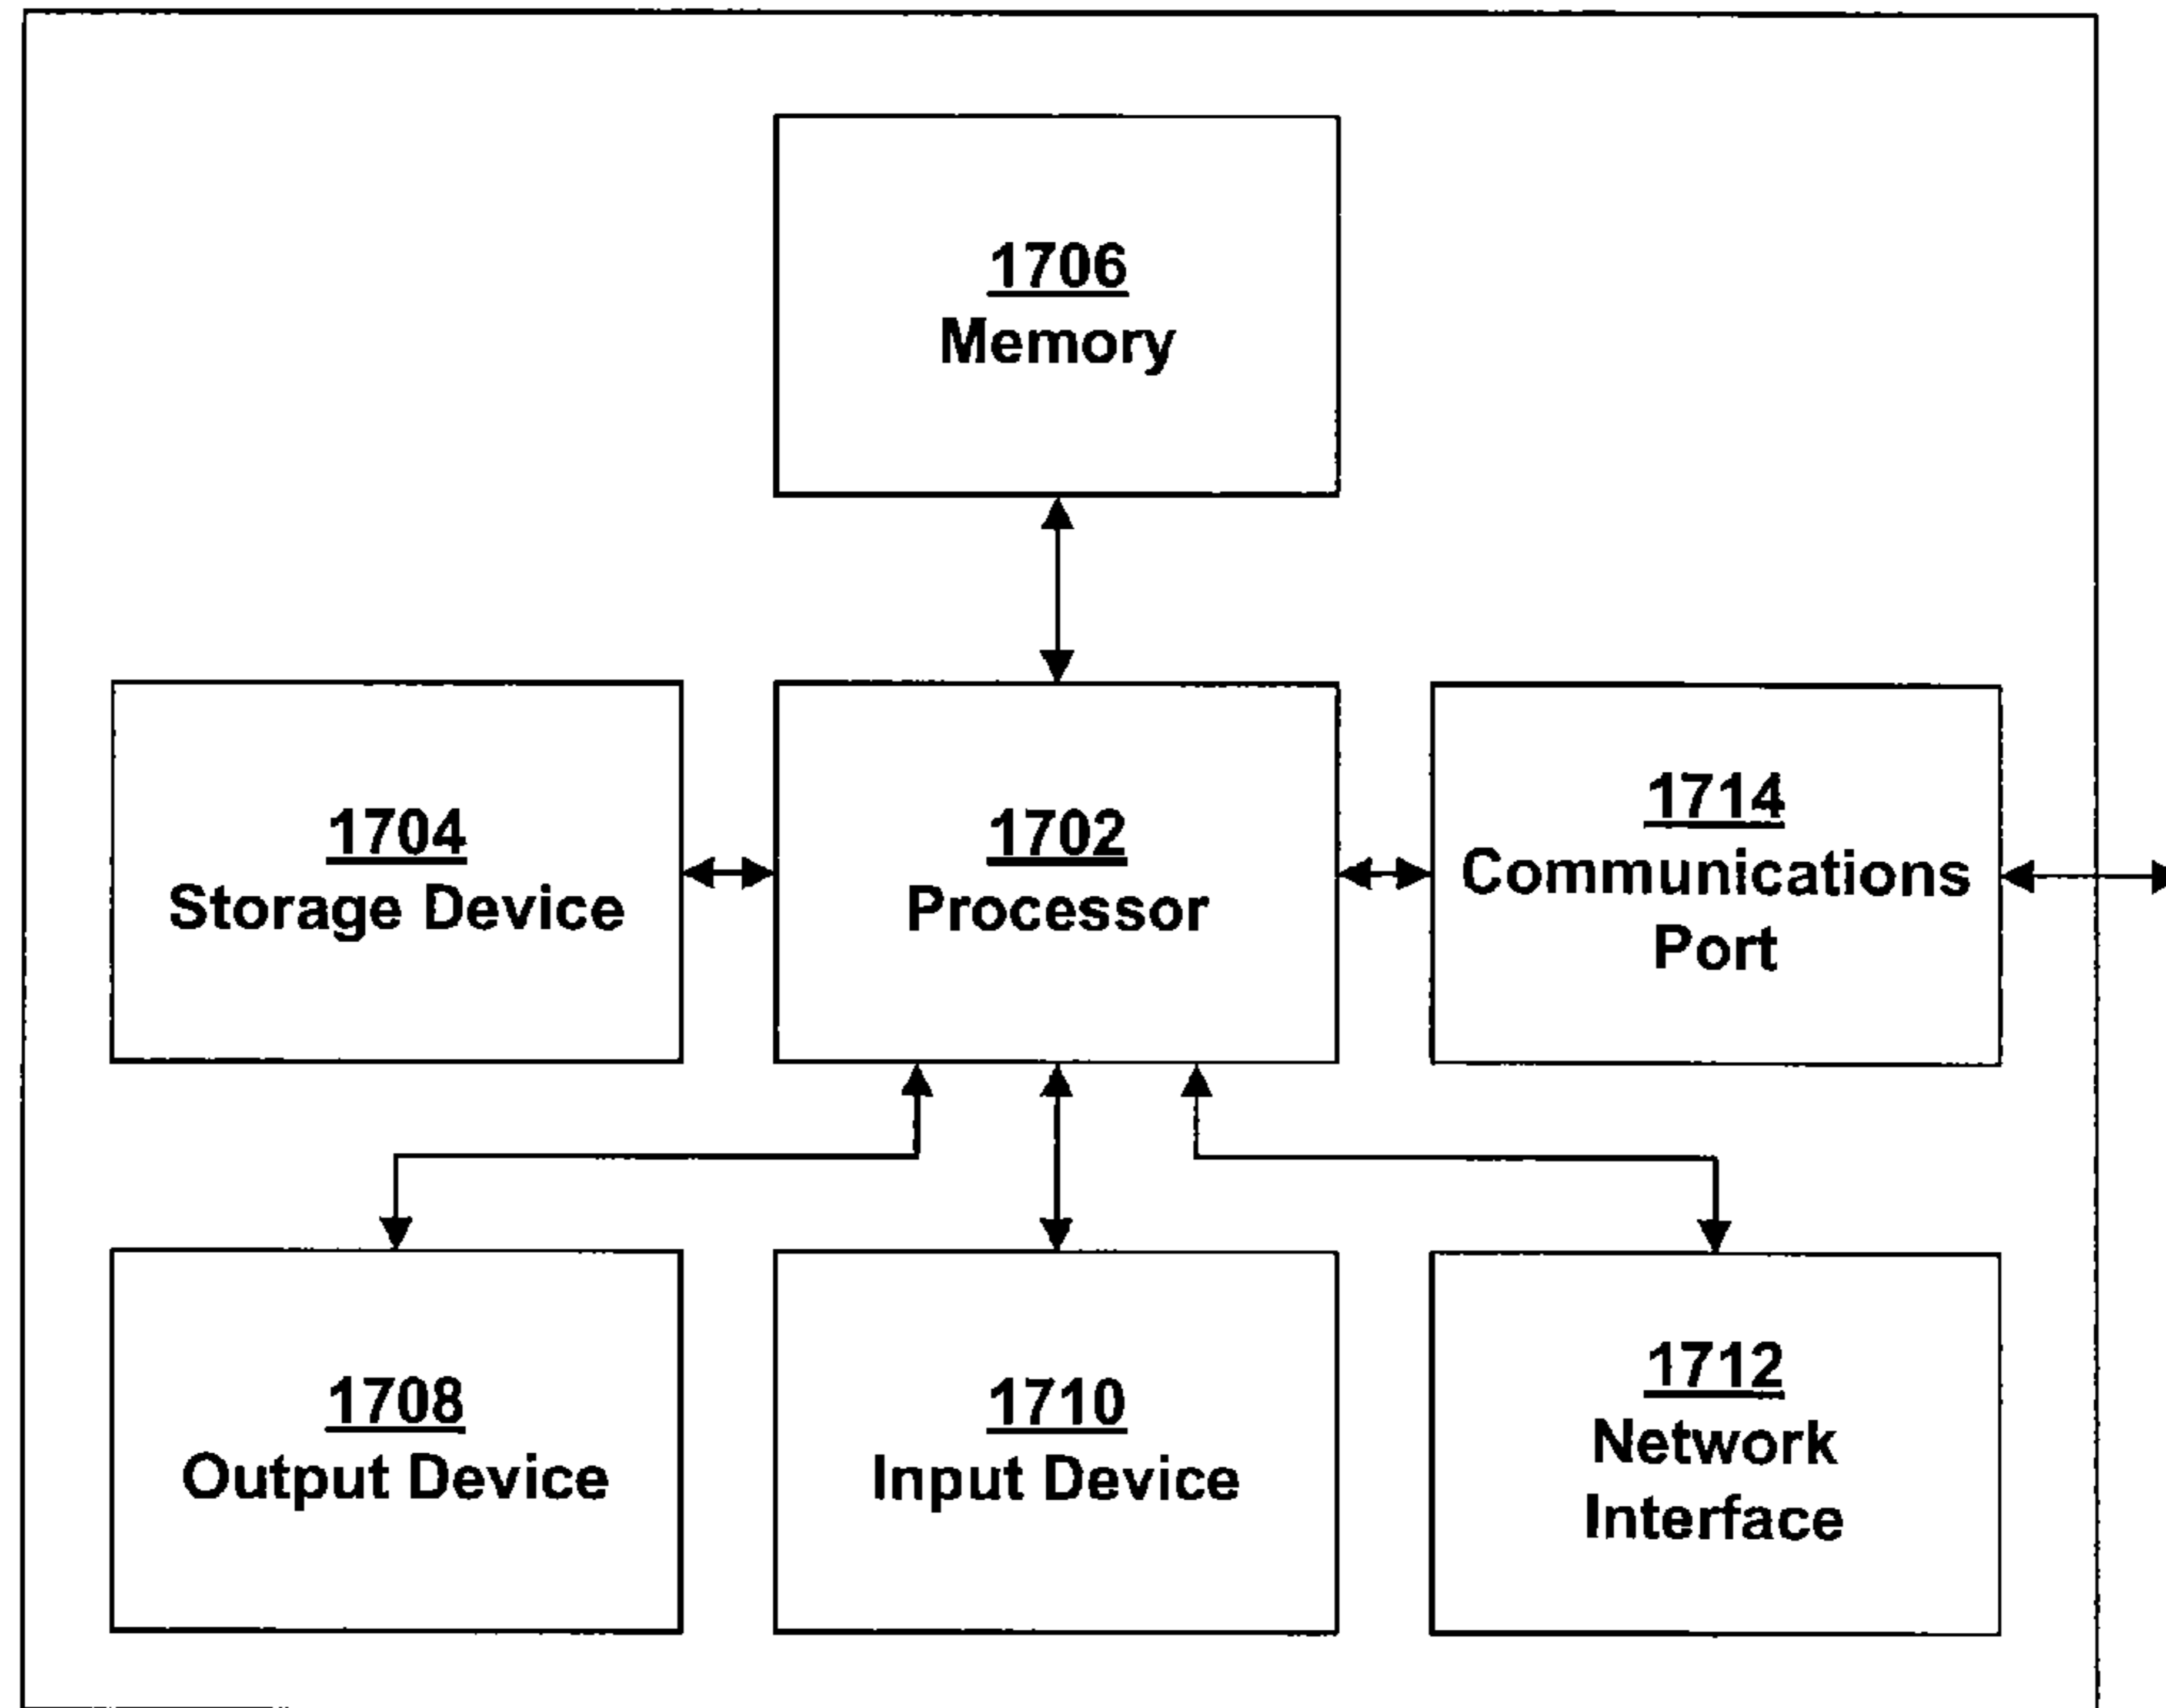 1706
Memory
1704
Storage Device
1702
Processor
1714
Communications
Port
1708
Output Device
1710
Input Device
1712
Network
Interface